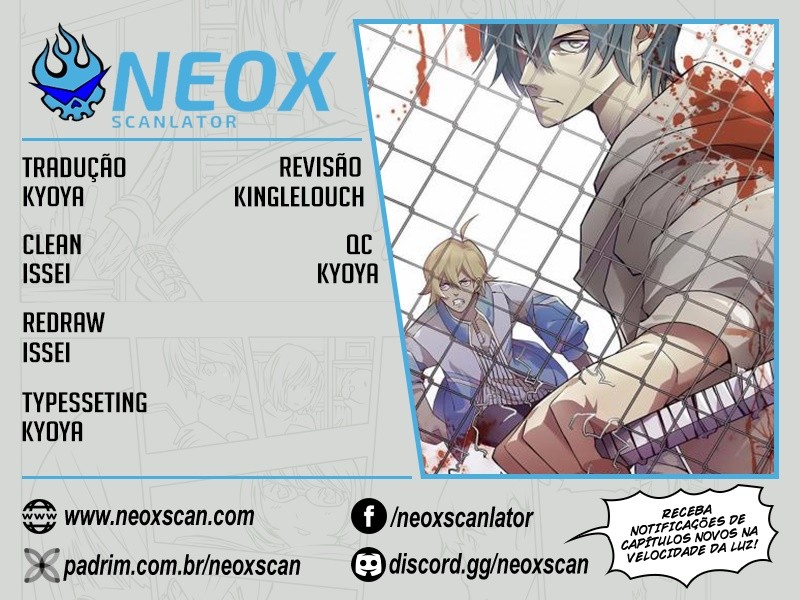 NEOX
SCANLATOR
TRADUÇÃO
KYOYA
REVISÃO
KINGLELOUCH
CLEAN
ISSEI
QC
KYOYA
REDRAW
ISSEI
TYPESSETING
KYOYA
www.neoxscan.com
/neoxscanlator
padrim.com.br/neoxscan
discord.gg/neoxscan
RECEBA
NOTIFICAÇÕES DE
CAPÍTULOS NOVOS NA
VELOCIDADE DA LUZ!